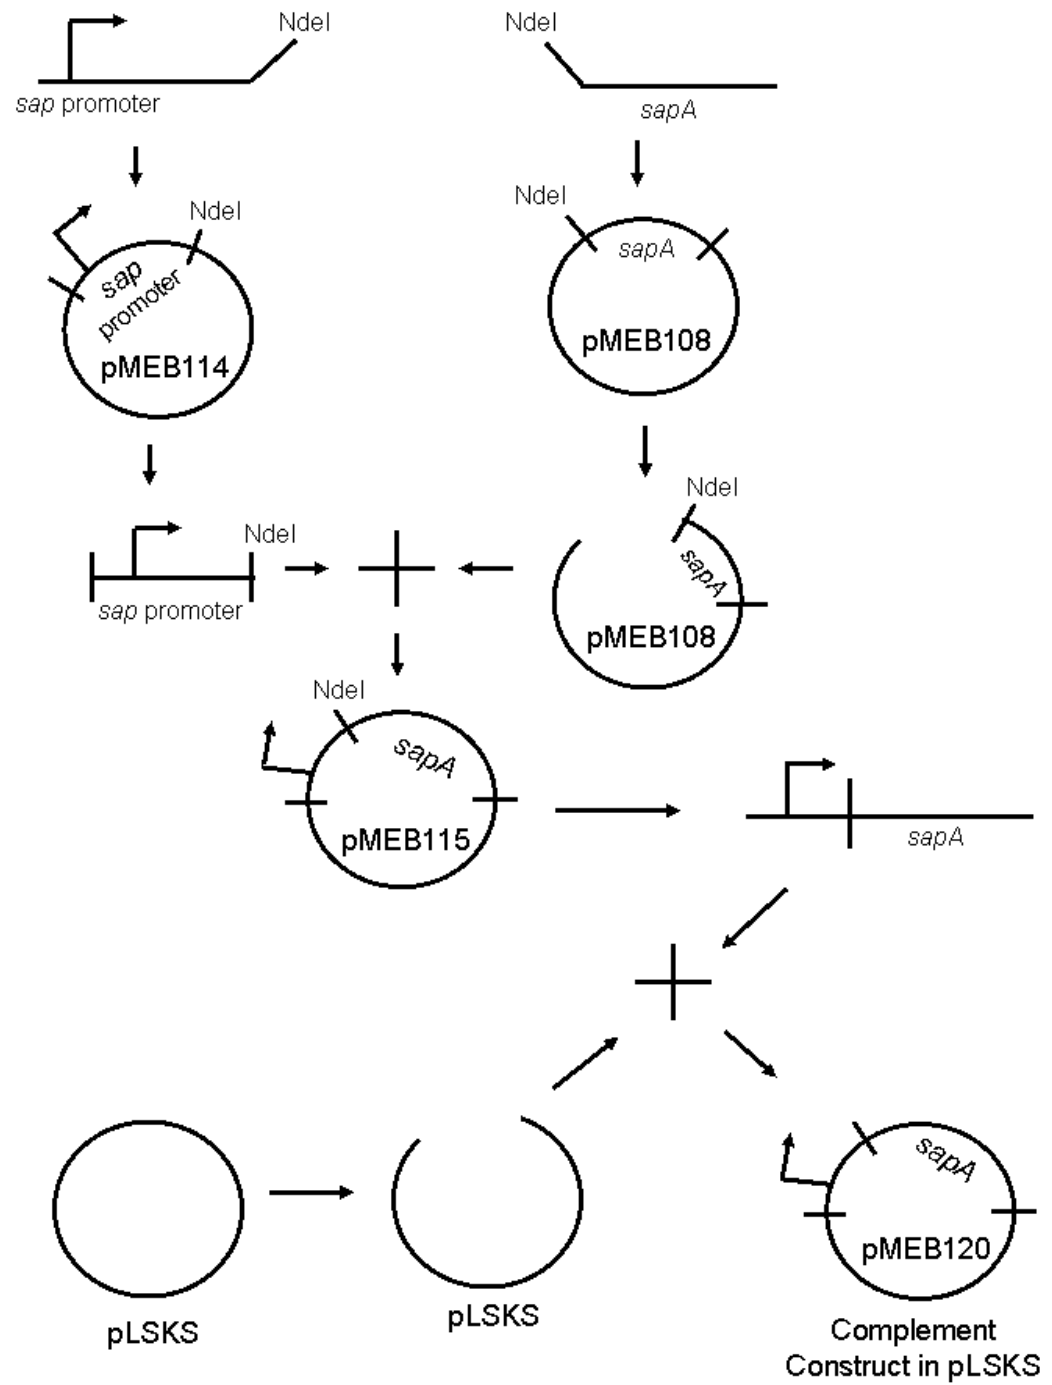 NdeI
NdeI
sap promoter
sapA
NdeI
NdeI
sap
promoter
pMEB114
sapA
pMEB108
NdeI
sap promoter
NdeI
sapA
pMEB108
NdeI
sapA
pMEB115
sapA
pLSKS
pLSKS
sapA
pMEB120
Complement
Construct in pLSKS